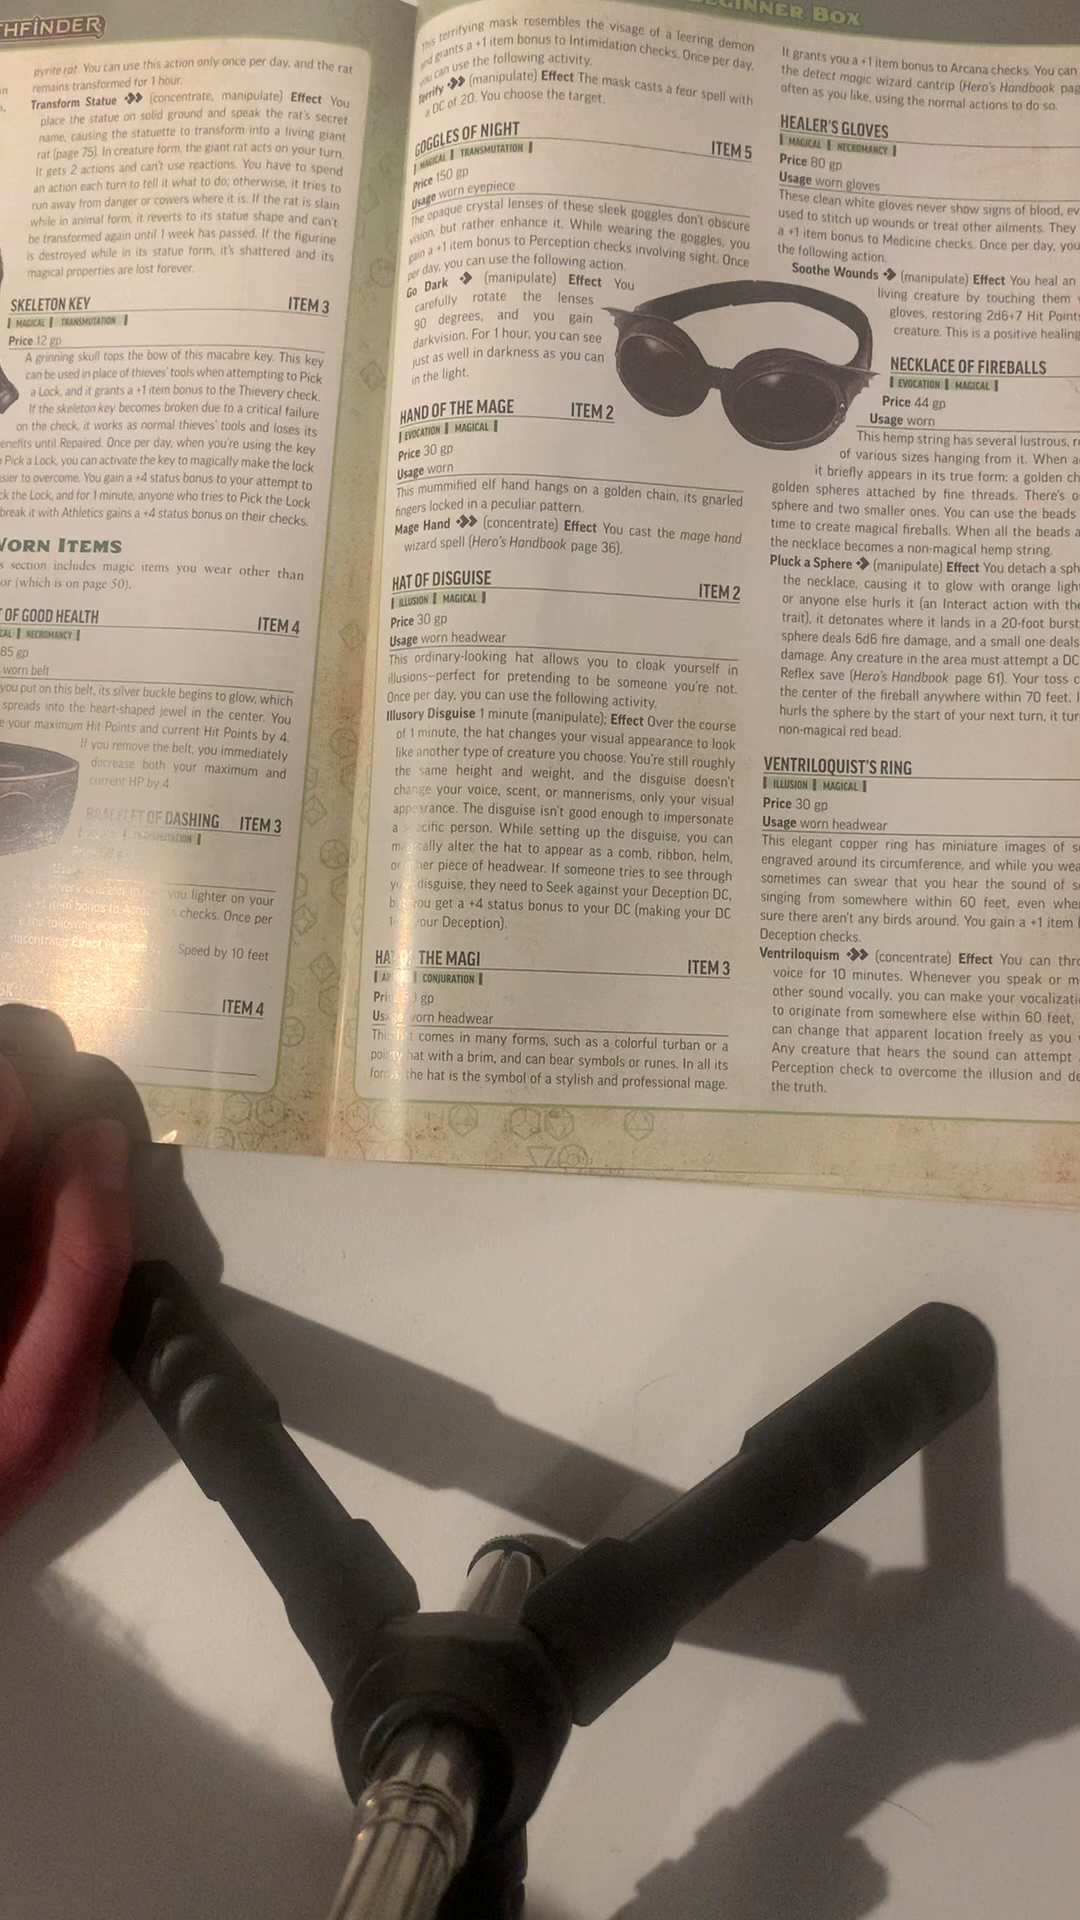 THFINDER
pyrite rat. You can use this action only once per day, and the rat
remains transformed for 1 hour.
Transform Statue (concentrate, manipulate) Effect You
place the statue on solid ground and speak the rat's secret
name, causing the statuette to transform into a living giant
rat (page 75). In creature form, the giant rat acts on your turn.
It gets 2 actions and can't use reactions. You have to spend
an action each turn to tell it what to do; otherwise, it tries to
run away from danger or cowers where it is. If the rat is slain
while in animal form, it reverts to its statue shape and can't
be transformed again until 1 week has passed. If the figurine
is destroyed while in its statue form, it's shattered and its
magical properties are lost forever.
SKELETON KEY ITEM 3
MAGICAL TRANSMUTATION
Price 12 gp
A grinning skull tops the bow of this macabre key. This key
can be used in place of thieves' tools when attempting to Pick
a Lock, and it grants a +1 item bonus to the Thievery check.
If the skeleton key becomes broken due to a critical failure
on the check, it works as normal thieves' tools and loses its
enefits until Repaired. Once per day, when you're using the key
Pick a Lock, you can activate the key to magically make the lock
sier to overcome. You gain a +4 status bonus to your attempt to
ck the Lock, and for 1 minute, anyone who tries to Pick the Lock
break it with Athletics gains a +4 status bonus on their checks.
WORN ITEMS
s section includes magic items you wear other than
or (which is on page 50).
OF GOOD HEALTH ITEM 4
CAL NECROMANCY
85 gp
worn belt
you put on this belt, its silver buckle begins to glow, which
spreads into the heart-shaped jewel in the center. You
e your maximum Hit Points and current Hit Points by 4.
If you remove the belt, you immediately
decrease both your maximum and
current HP by 4.
BRACELET OF DASHING ITEM 3
TRANSMUTATION
you lighter on your
checks. Once per
Speed by 10 feet
ITEM 4
BEGINNER BOX
This terrifying mask resembles the visage of a leering demon
and grants a +1 item bonus to Intimidation checks. Once per day,
you can use the following activity.
Terrify (manipulate) Effect The mask casts a fear spell with
a DC of 20. You choose the target.
GOGGLES OF NIGHT ITEM 5
MAGICAL TRANSMUTATION
Price 150 gp
Usage worn eyepiece
The opaque crystal lenses of these sleek goggles don't obscure
vision, but rather enhance it. While wearing the goggles, you
gain a +1 item bonus to Perception checks involving sight. Once
per day, you can use the following action.
Go Dark (manipulate) Effect You
carefully rotate the lenses
90 degrees, and you gain
darkvision. For 1 hour, you can see
just as well in darkness as you can
in the light.
HAND OF THE MAGE ITEM 2
EVOCATION MAGICAL
Price 30 gp
Usage worn
This mummified elf hand hangs on a golden chain, its gnarled
fingers locked in a peculiar pattern.
Mage Hand (concentrate) Effect You cast the mage hand
wizard spell (Hero's Handbook page 36).
HAT OF DISGUISE ITEM 2
ILLUSION MAGICAL
Price 30 gp
Usage worn headwear
This ordinary-looking hat allows you to cloak yourself in
illusions—perfect for pretending to be someone you're not.
Once per day, you can use the following activity.
Illusory Disguise 1 minute (manipulate); Effect Over the course
of 1 minute, the hat changes your visual appearance to look
like another type of creature you choose. You're still roughly
the same height and weight, and the disguise doesn't
change your voice, scent, or mannerisms, only your visual
appearance. The disguise isn't good enough to impersonate
a specific person. While setting up the disguise, you can
magically alter the hat to appear as a comb, ribbon, helm,
or other piece of headwear. If someone tries to see through
your disguise, they need to Seek against your Deception DC,
but you get a +4 status bonus to your DC (making your DC
your Deception).
HAT OF THE MAGI ITEM 3
CONJURATION
gp
Usage worn headwear
This hat comes in many forms, such as a colorful turban or a
pointy hat with a brim, and can bear symbols or runes. In all its
forms, the hat is the symbol of a stylish and professional mage.
It grants you a +1 item bonus to Arcana checks. You can
the detect magic wizard cantrip (Hero's Handbook pag
often as you like, using the normal actions to do so.
HEALER'S GLOVES
MAGICAL NECROMANCY
Price 80 gp
Usage worn gloves
These clean white gloves never show signs of blood, ev
used to stitch up wounds or treat other ailments. They
a +1 item bonus to Medicine checks. Once per day, you
the following action.
Soothe Wounds (manipulate) Effect You heal an
living creature by touching them
gloves, restoring 2d6+7 Hit Points
creature. This is a positive healing
NECKLACE OF FIREBALLS
EVOCATION MAGICAL
Price 44 gp
Usage worn
This hemp string has several lustrous, r
of various sizes hanging from it. When a
it briefly appears in its true form: a golden ch
golden spheres attached by fine threads. There's o
sphere and two smaller ones. You can use the beads
time to create magical fireballs. When all the beads a
the necklace becomes a non-magical hemp string.
Pluck a Sphere (manipulate) Effect You detach a sph
the necklace, causing it to glow with orange light
or anyone else hurls it (an Interact action with the
trait), it detonates where it lands in a 20-foot burst
sphere deals 6d6 fire damage, and a small one deals
damage. Any creature in the area must attempt a DC
Reflex save (Hero's Handbook page 61). Your toss c
the center of the fireball anywhere within 70 feet. I
hurls the sphere by the start of your next turn, it tur
non-magical red bead.
VENTRILOQUIST'S RING
ILLUSION MAGICAL
Price 30 gp
Usage worn headwear
This elegant copper ring has miniature images of s
engraved around its circumference, and while you wea
sometimes can swear that you hear the sound of s
singing from somewhere within 60 feet, even whe
sure there aren't any birds around. You gain a +1 item
Deception checks.
Ventriloquism (concentrate) Effect You can thr
voice for 10 minutes. Whenever you speak or m
other sound vocally, you can make your vocalizati
to originate from somewhere else within 60 feet,
can change that apparent location freely as you
Any creature that hears the sound can attempt
Perception check to overcome the illusion and de
the truth.